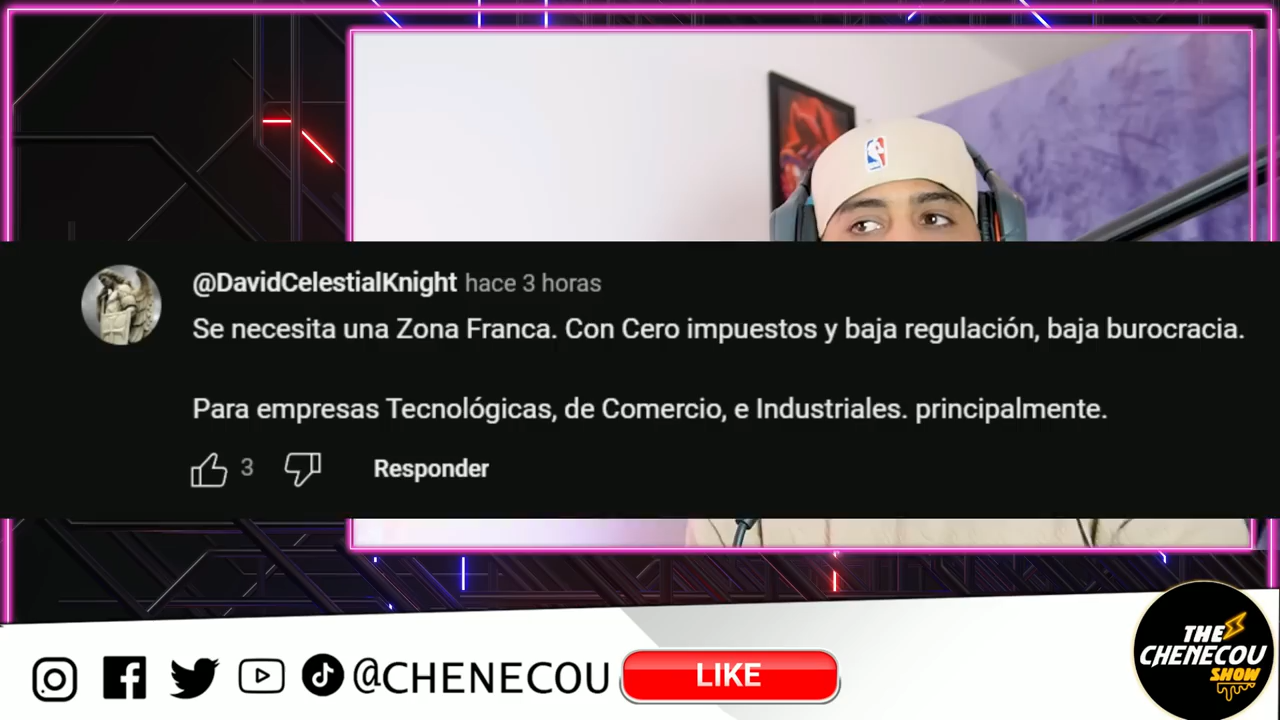 @DavidCelestialKnight hace 3 horas
Se necesita una Zona Franca. Con Cero impuestos y baja regulación, baja burocracia.
Para empresas Tecnológicas, de Comercio, e Industriales. principalmente.
3 Responder
@CHENECOU
LIKE
THE
CHENECOU
SHOW